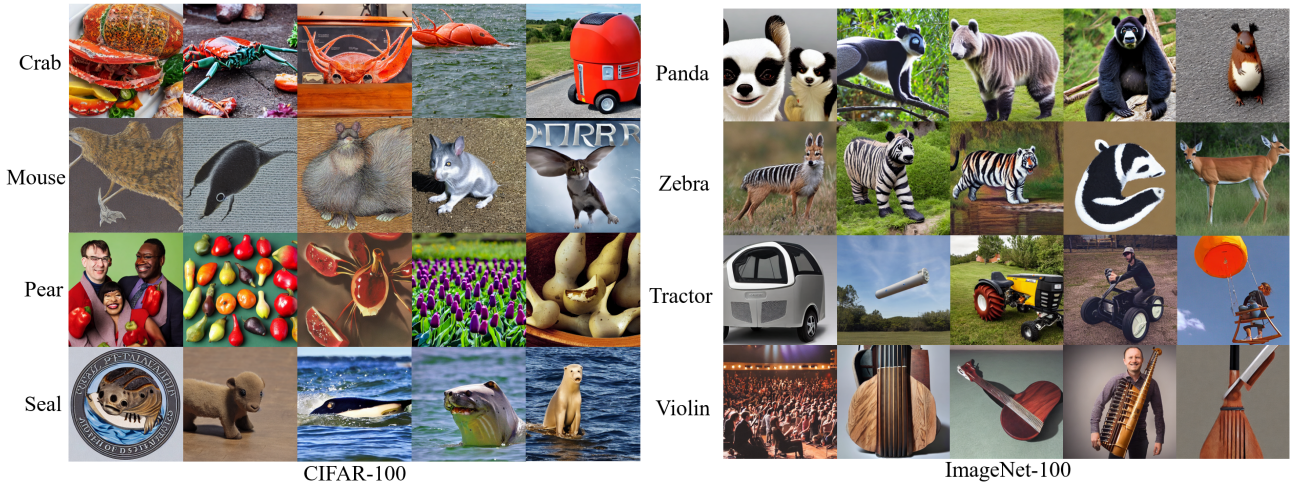 Crab
Mouse
Pear
Seal
CIFAR-100
Panda
Zebra
Tractor
Violin
ImageNet-100